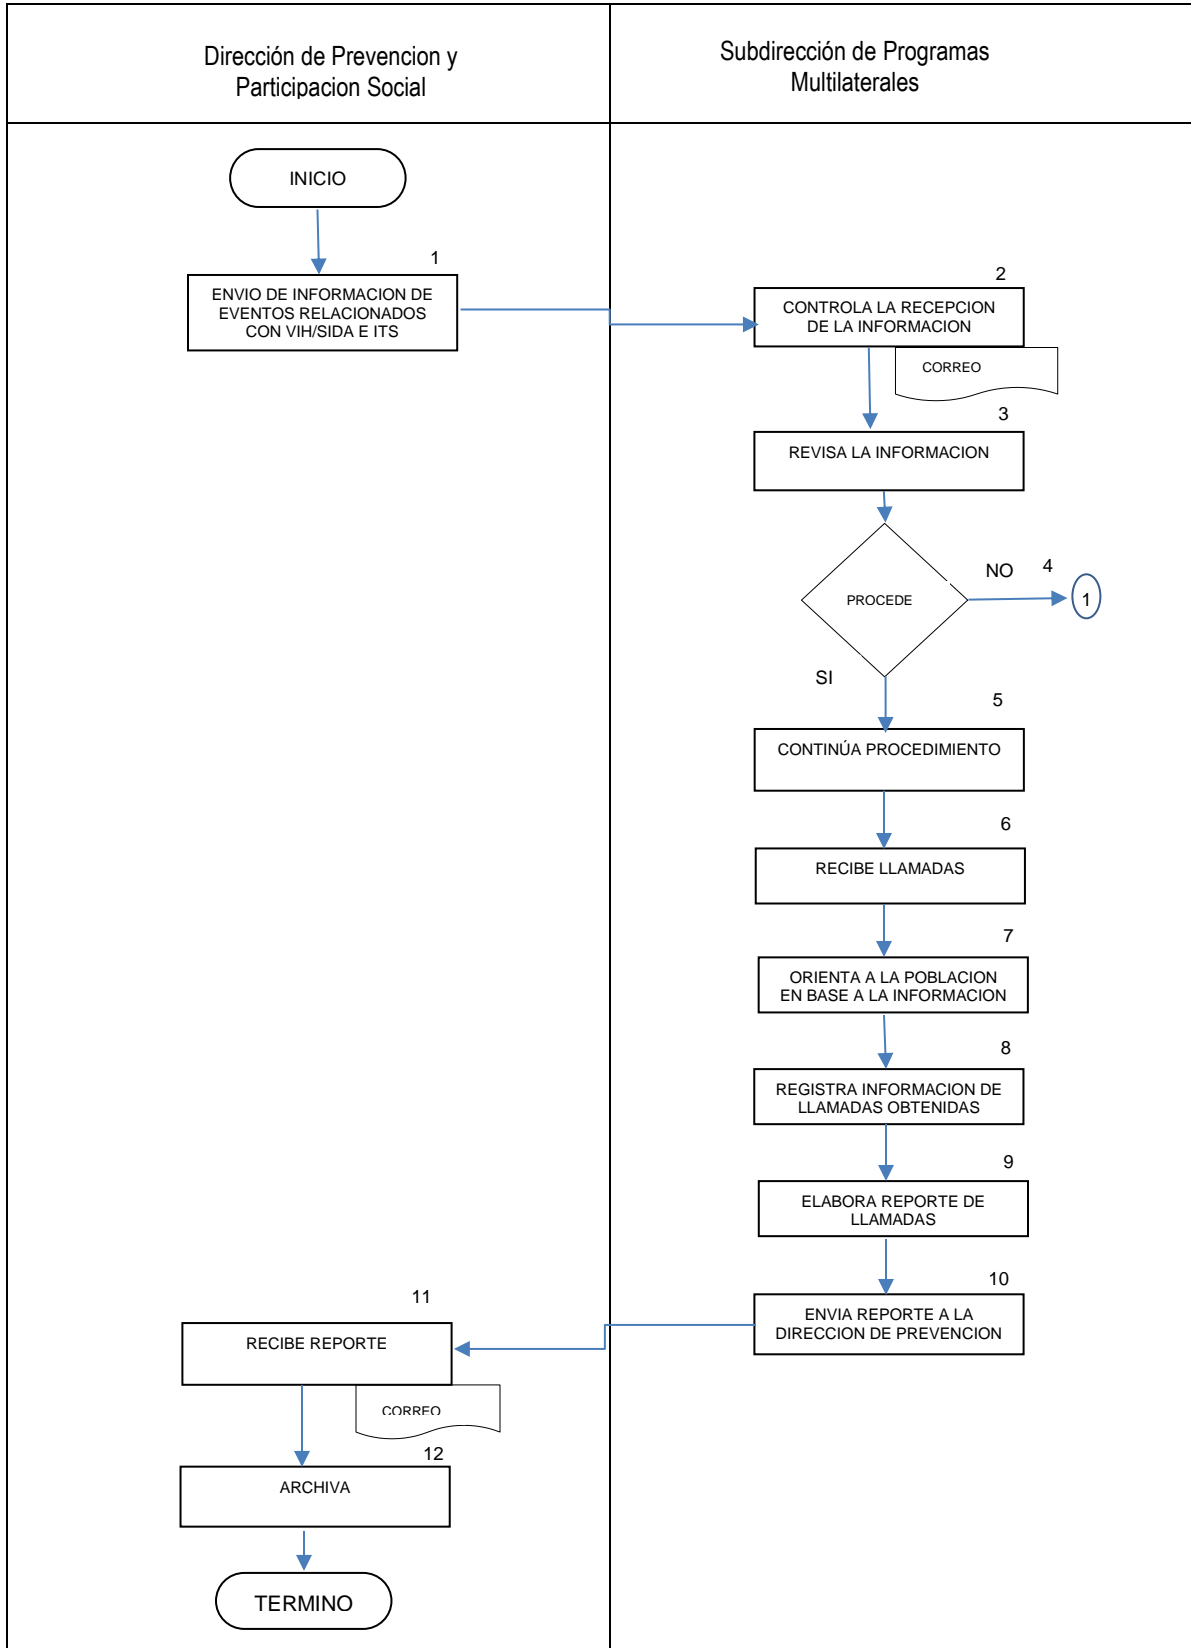 Dirección de Prevencion y
Participacion Social
Subdirección de Programas
Multilaterales
INICIO
1
ENVIO DE INFORMACION DE
EVENTOS RELACIONADOS
CON VIH/SIDA E ITS
2
CONTROLA LA RECEPCION
DE LA INFORMACION
CORREO
3
REVISA LA INFORMACION
PROCEDE
NO
4
1
SI
5
CONTINÚA PROCEDIMIENTO
6
RECIBE LLAMADAS
7
ORIENTA A LA POBLACION
EN BASE A LA INFORMACION
8
REGISTRA INFORMACION DE
LLAMADAS OBTENIDAS
9
ELABORA REPORTE DE
LLAMADAS
10
ENVIA REPORTE A LA
DIRECCION DE PREVENCION
11
RECIBE REPORTE
CORREO
12
ARCHIVA
TERMINO